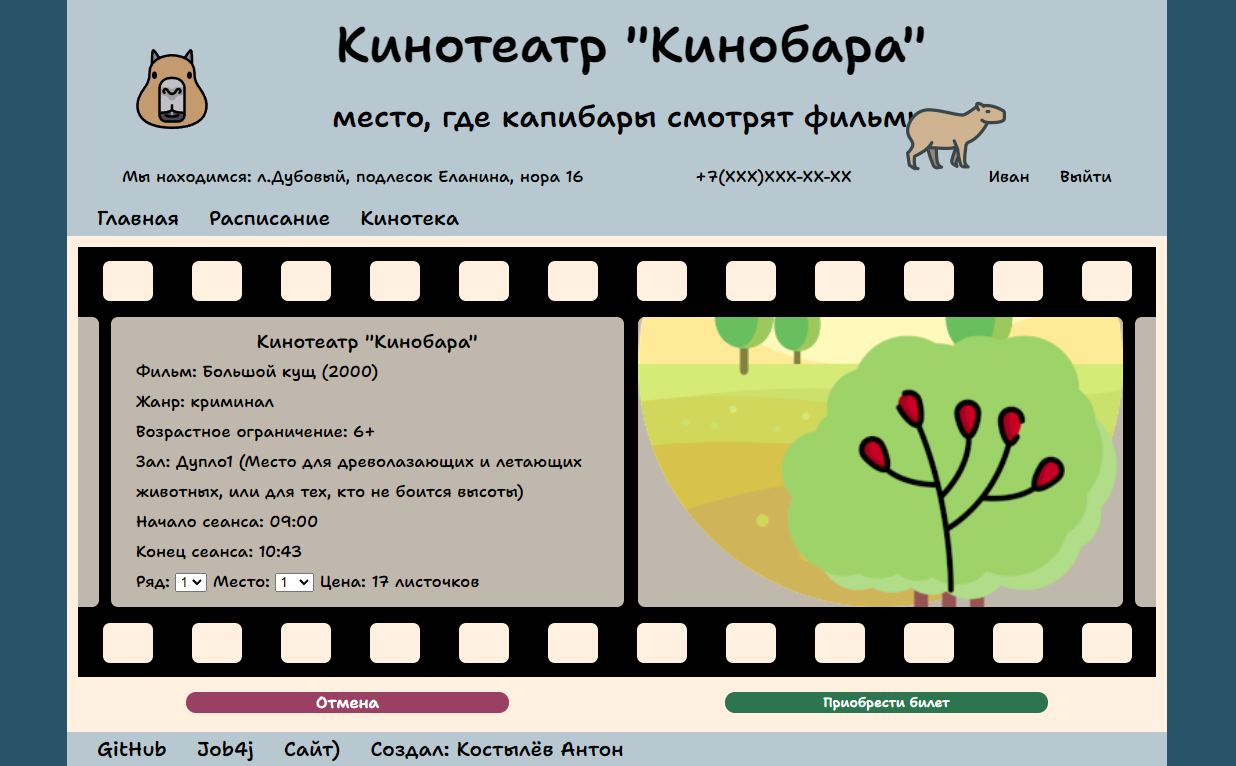 Кинотеатр "Кинобара"
место, где капибары смотрят
Мы находимся: л.Дубовый, подлесок Еланина, нора 16 +7(XXX)XXX-XX-XX Иван Выйти
Главная Расписание Кинотека
Кинотеатр "Кинобара"
Фильм: Большой кущ (2000)
Жанр: криминал
Возрастное ограничение: 6+
Зал: Дупло1 (Место для древолазающих и летающих
животных, или для тех, кто не боится высоты)
Начало сеанса: 09:00
Конец сеанса: 10:43
Ряд: 1 Место: 1 Цена: 17 листочков
Отмена Приобрести билет
GitHub Job4j Сайт) Создал: Костылёв Антон